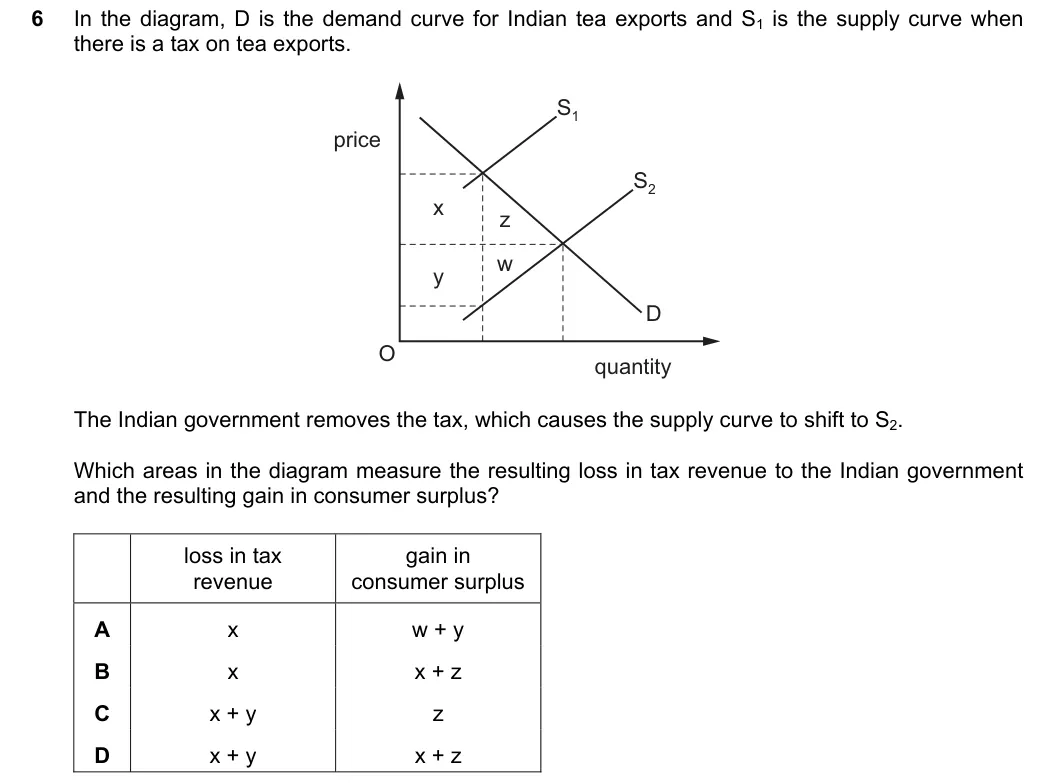 6 In the diagram, D is the demand curve for Indian tea exports and S₁ is the supply curve when
there is a tax on tea exports.
S₁
price
S₂
x
z
w
y
D
O
quantity
The Indian government removes the tax, which causes the supply curve to shift to S₂.
Which areas in the diagram measure the resulting loss in tax revenue to the Indian government
and the resulting gain in consumer surplus?
loss in tax revenue gain in consumer surplus
A x w + y
B x x + z
C x + y z
D x + y x + z